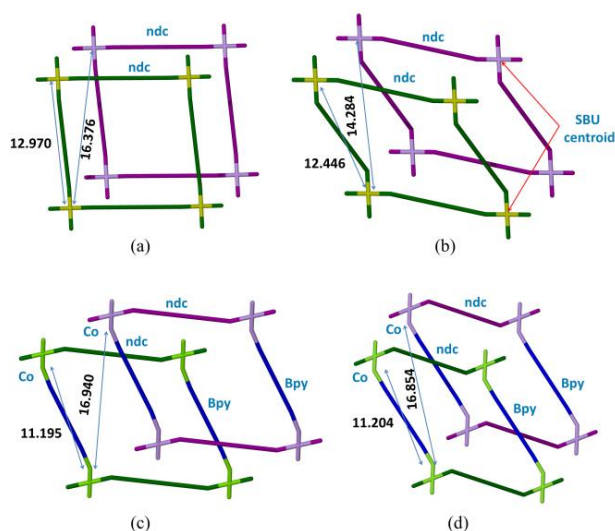 ndc
ndc
12.970
16.376
(a)
ndc
ndc
14.284
12.446
SBU
centroid
(b)
ndc
Co
ndc
Co
16.940
11.195
Bpy
Bpy
(c)
ndc
Co
ndc
Co
16.854
11.204
Bpy
Bpy
(d)